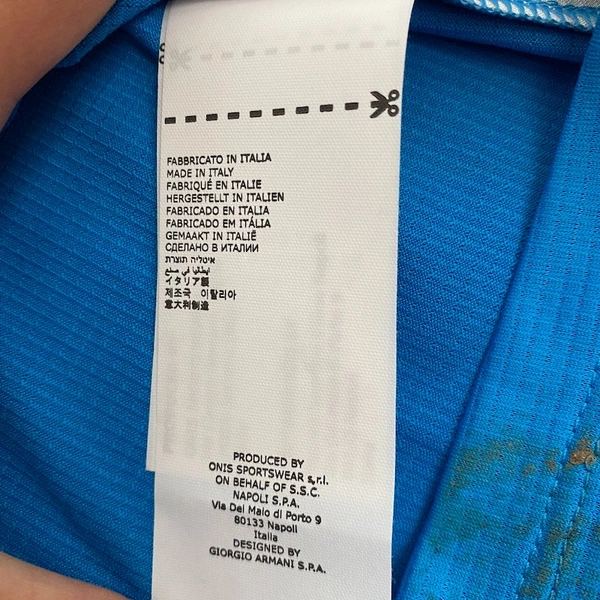 FABBRICATO IN ITALIA
MADE IN ITALY
FABRIQUÉ EN ITALIE
HERGESTELLT IN ITALIEN
FABRICADO EN ITALIA
FABRICADO EM ITÁLIA
GEMAAKT IN ITALIË
СДЕЛАНО В ИТАЛИИ
איטליה תוצרת
ايطاليا في صنع
イタリア製
제조국 이탈리아
意大利制造
PRODUCED BY
ONIS SPORTSWEAR s.r.l.
ON BEHALF OF S.S.C.
NAPOLI S.P.A.
Via Del Maio di Porto 9
80133 Napoli
Italia
DESIGNED BY
GIORGIO ARMANI S.P.A.